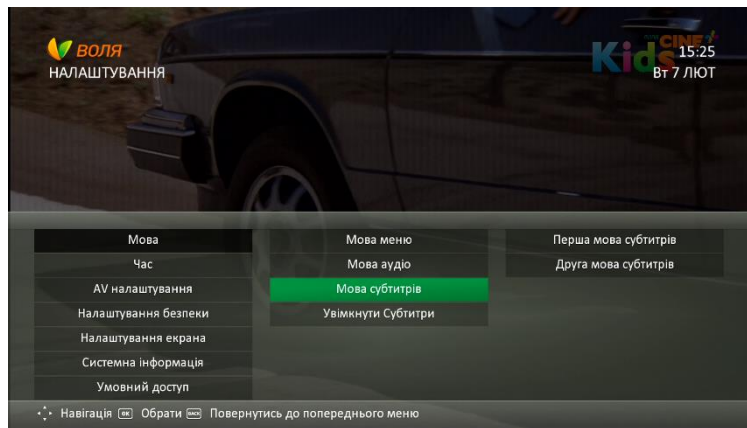 ВОЛЯ
НАЛАШТУВАННЯ
Kids
CINE+
15:25
Вт 7 ЛЮТ
Мова
Час
AV налаштування
Налаштування безпеки
Налаштування екрана
Системна інформація
Умовний доступ
Мова меню
Мова аудіо
Мова субтитрів
Увімкнути Субтитри
Перша мова субтитрів
Друга мова субтитрів
Навігація OK Обрати BACK Повернутись до попереднього меню